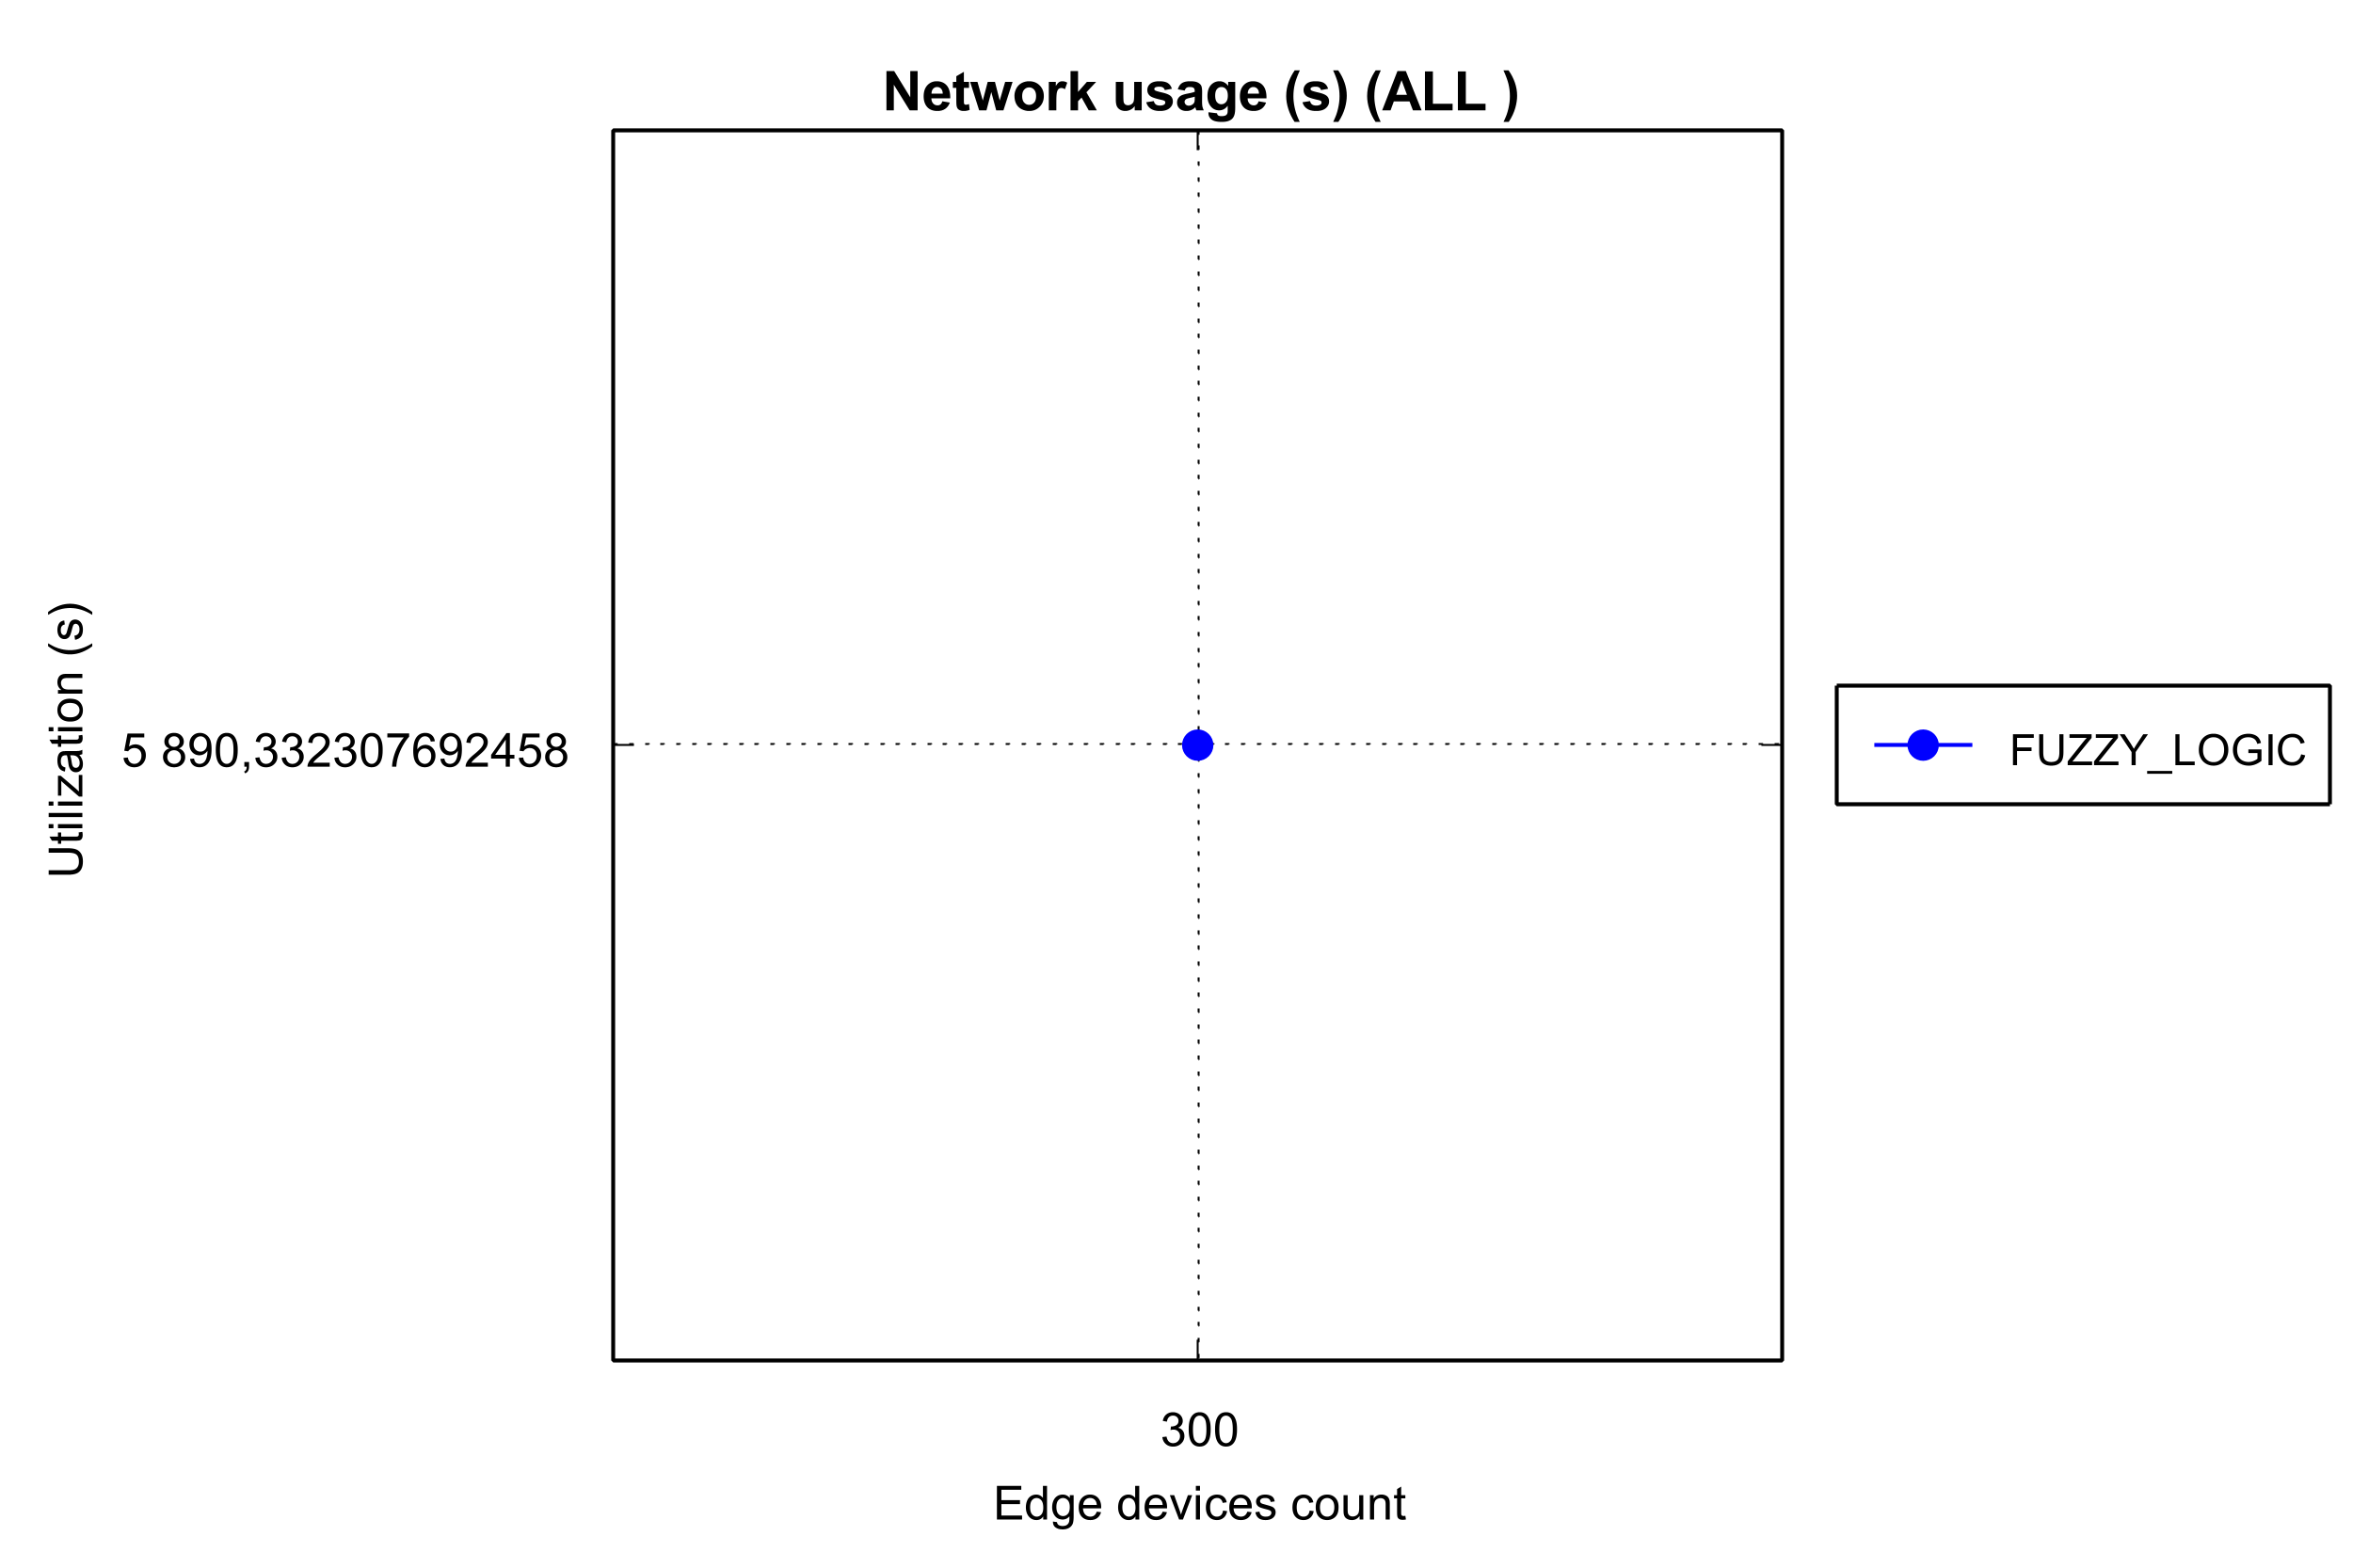 Network usage (s) (ALL )
Utilization (s)
5 890,332307692458
FUZZY_LOGIC
300
Edge devices count